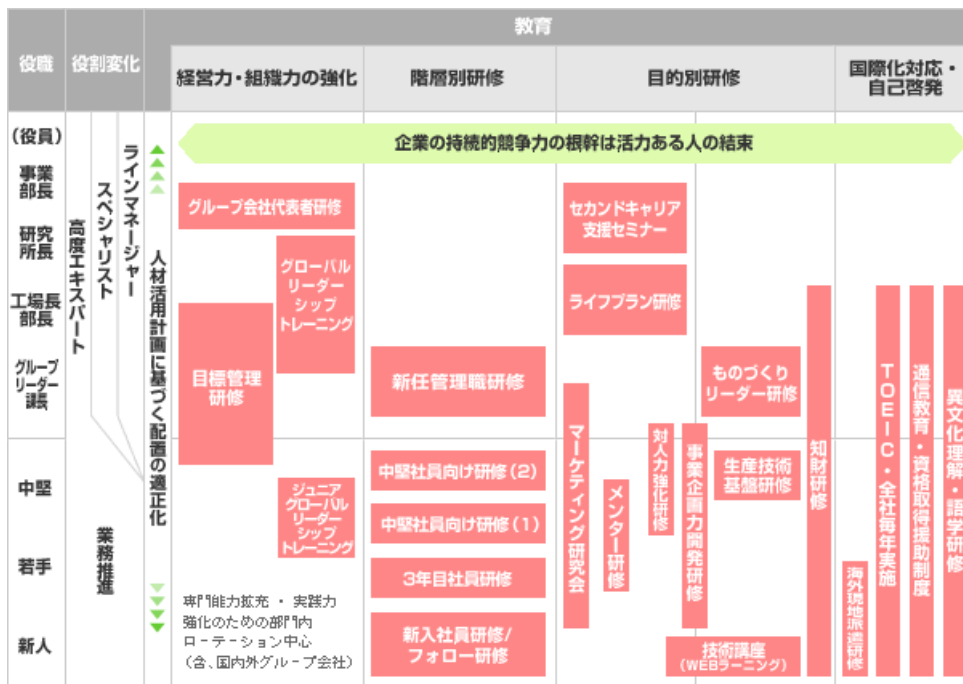 教育
役職
役割変化
経営力・組織力の強化
階層別研修
目的別研修
国際化対応・
自己啓発
(役員)
事業
部長
研究
所長
工場長
部長
グループ
リーダー
課長
中堅
若手
新人
高度エキスパート
スペシャリスト
ラインマネージャー
業務推進
人材活用計画に基づく配置の適正化
企業の持続的競争力の根幹は活力ある人の結束
グループ会社代表者研修
グローバル
リーダー
シップ
トレーニング
目標管理
研修
ジュニア
グローバル
リーダー
シップ
トレーニング
専門能力拡充 ・ 実践力
強化のための部門内
ローテーション中心
(含、国内外グループ会社)
新任管理職研修
中堅社員向け研修(2)
中堅社員向け研修(1)
3年目社員研修
新入社員研修/
フォロー研修
セカンドキャリア
支援セミナー
ライフプラン研修
ものづくり
リーダー研修
マーケティング研究会
メンター研修
対人力強化研修
事業企画力開発研修
生産技術
基盤研修
技術講座
(WEBラーニング)
知財研修
海外現地派遣研修
TOEIC・全社毎年実施
通信教育・資格取得援助制度
異文化理解・語学研修